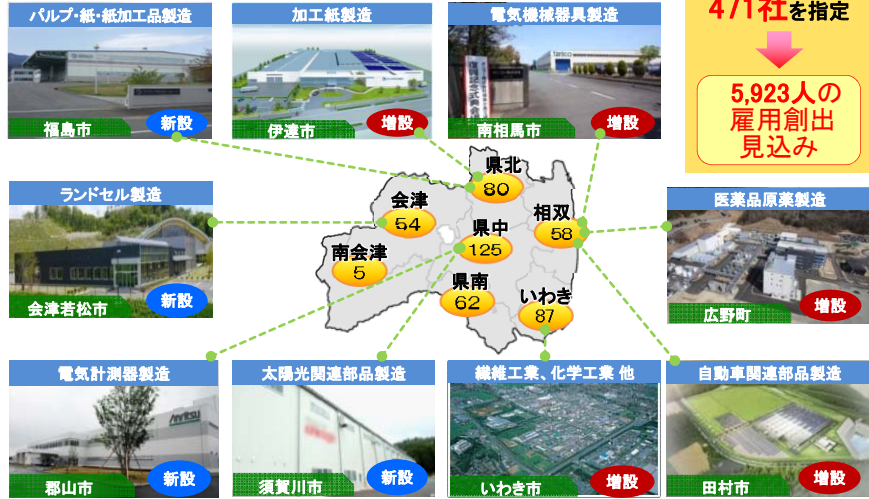 パルプ・紙・紙加工品製造
福島市
新設
加工紙製造
伊達市
増設
電気機械器具製造
南相馬市
増設
471社を指定
5,923人の
雇用創出
見込み
ランドセル製造
会津若松市
新設
県北
80
会津
54
相双
58
県中
125
南会津
5
県南
62
いわき
87
医薬品原薬製造
広野町
増設
電気計測器製造
Anritsu
郡山市
新設
太陽光関連部品製造
須賀川市
新設
繊維工業、化学工業 他
いわき市
増設
自動車関連部品製造
田村市
増設